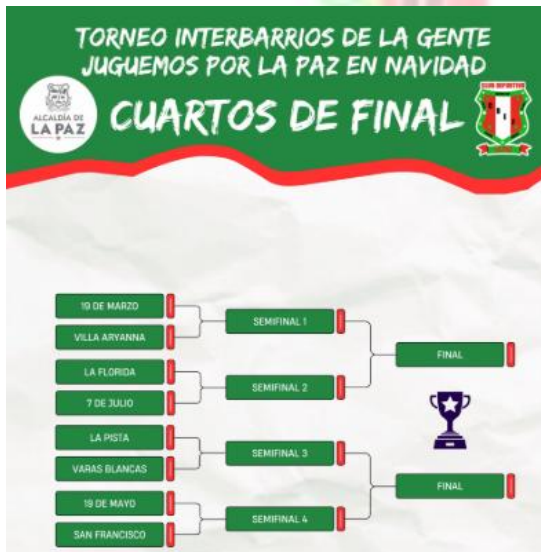 TORNEO INTERBARRIOS DE LA GENTE
JUGUEMOS POR LA PAZ EN NAVIDAD
ALCALDÍA DE
LA PAZ
CUARTOS DE FINAL
CLUB DEPORTIVO
19 DE MARZO
VILLA ARYANNA
SEMIFINAL 1
LA FLORIDA
7 DE JULIO
SEMIFINAL 2
FINAL
LA PISTA
VARAS BLANCAS
SEMIFINAL 3
19 DE MAYO
SAN FRANCISCO
SEMIFINAL 4
FINAL